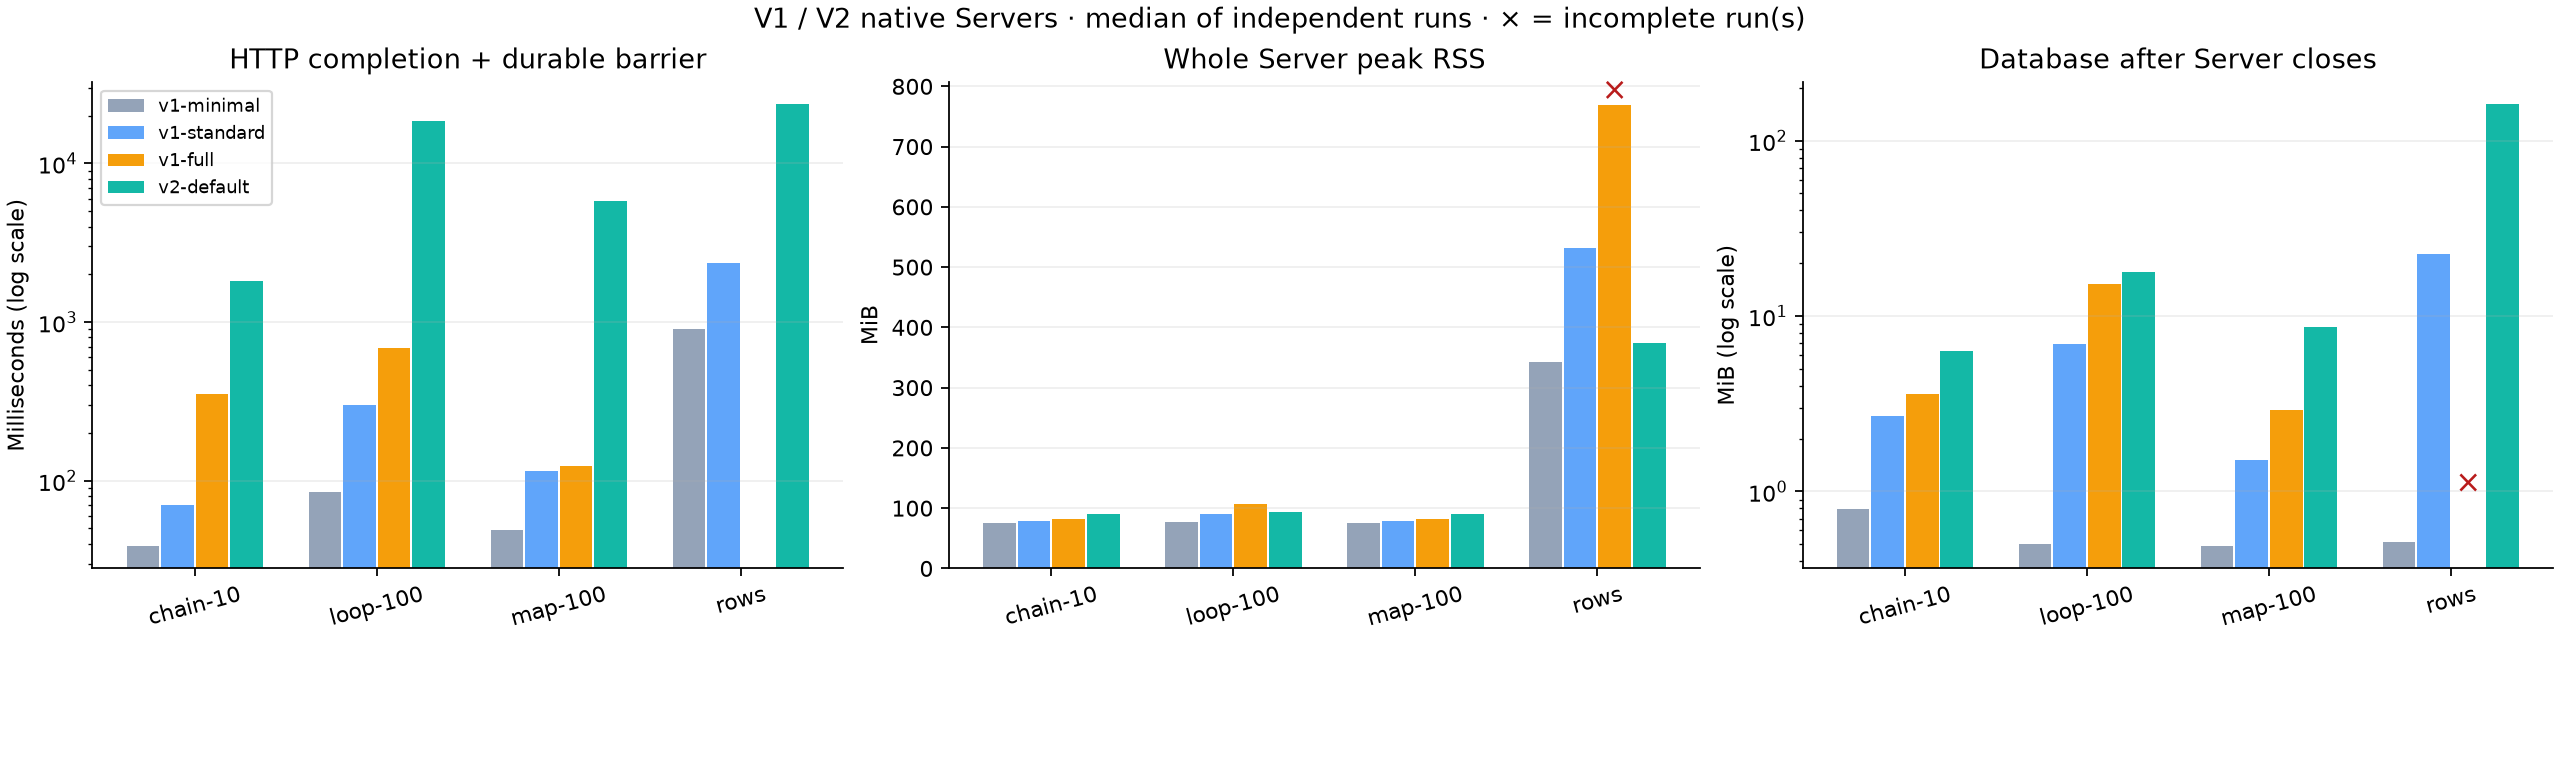 V1 / V2 native Servers · median of independent runs · × = incomplete run(s)
HTTP completion + durable barrier
Milliseconds (log scale)
10⁴
10³
10²
v1-minimal
v1-standard
v1-full
v2-default
chain-10
loop-100
map-100
rows
Whole Server peak RSS
MiB
800
700
600
500
400
300
200
100
0
chain-10
loop-100
map-100
rows
Database after Server closes
MiB (log scale)
10²
10¹
10⁰
chain-10
loop-100
map-100
rows